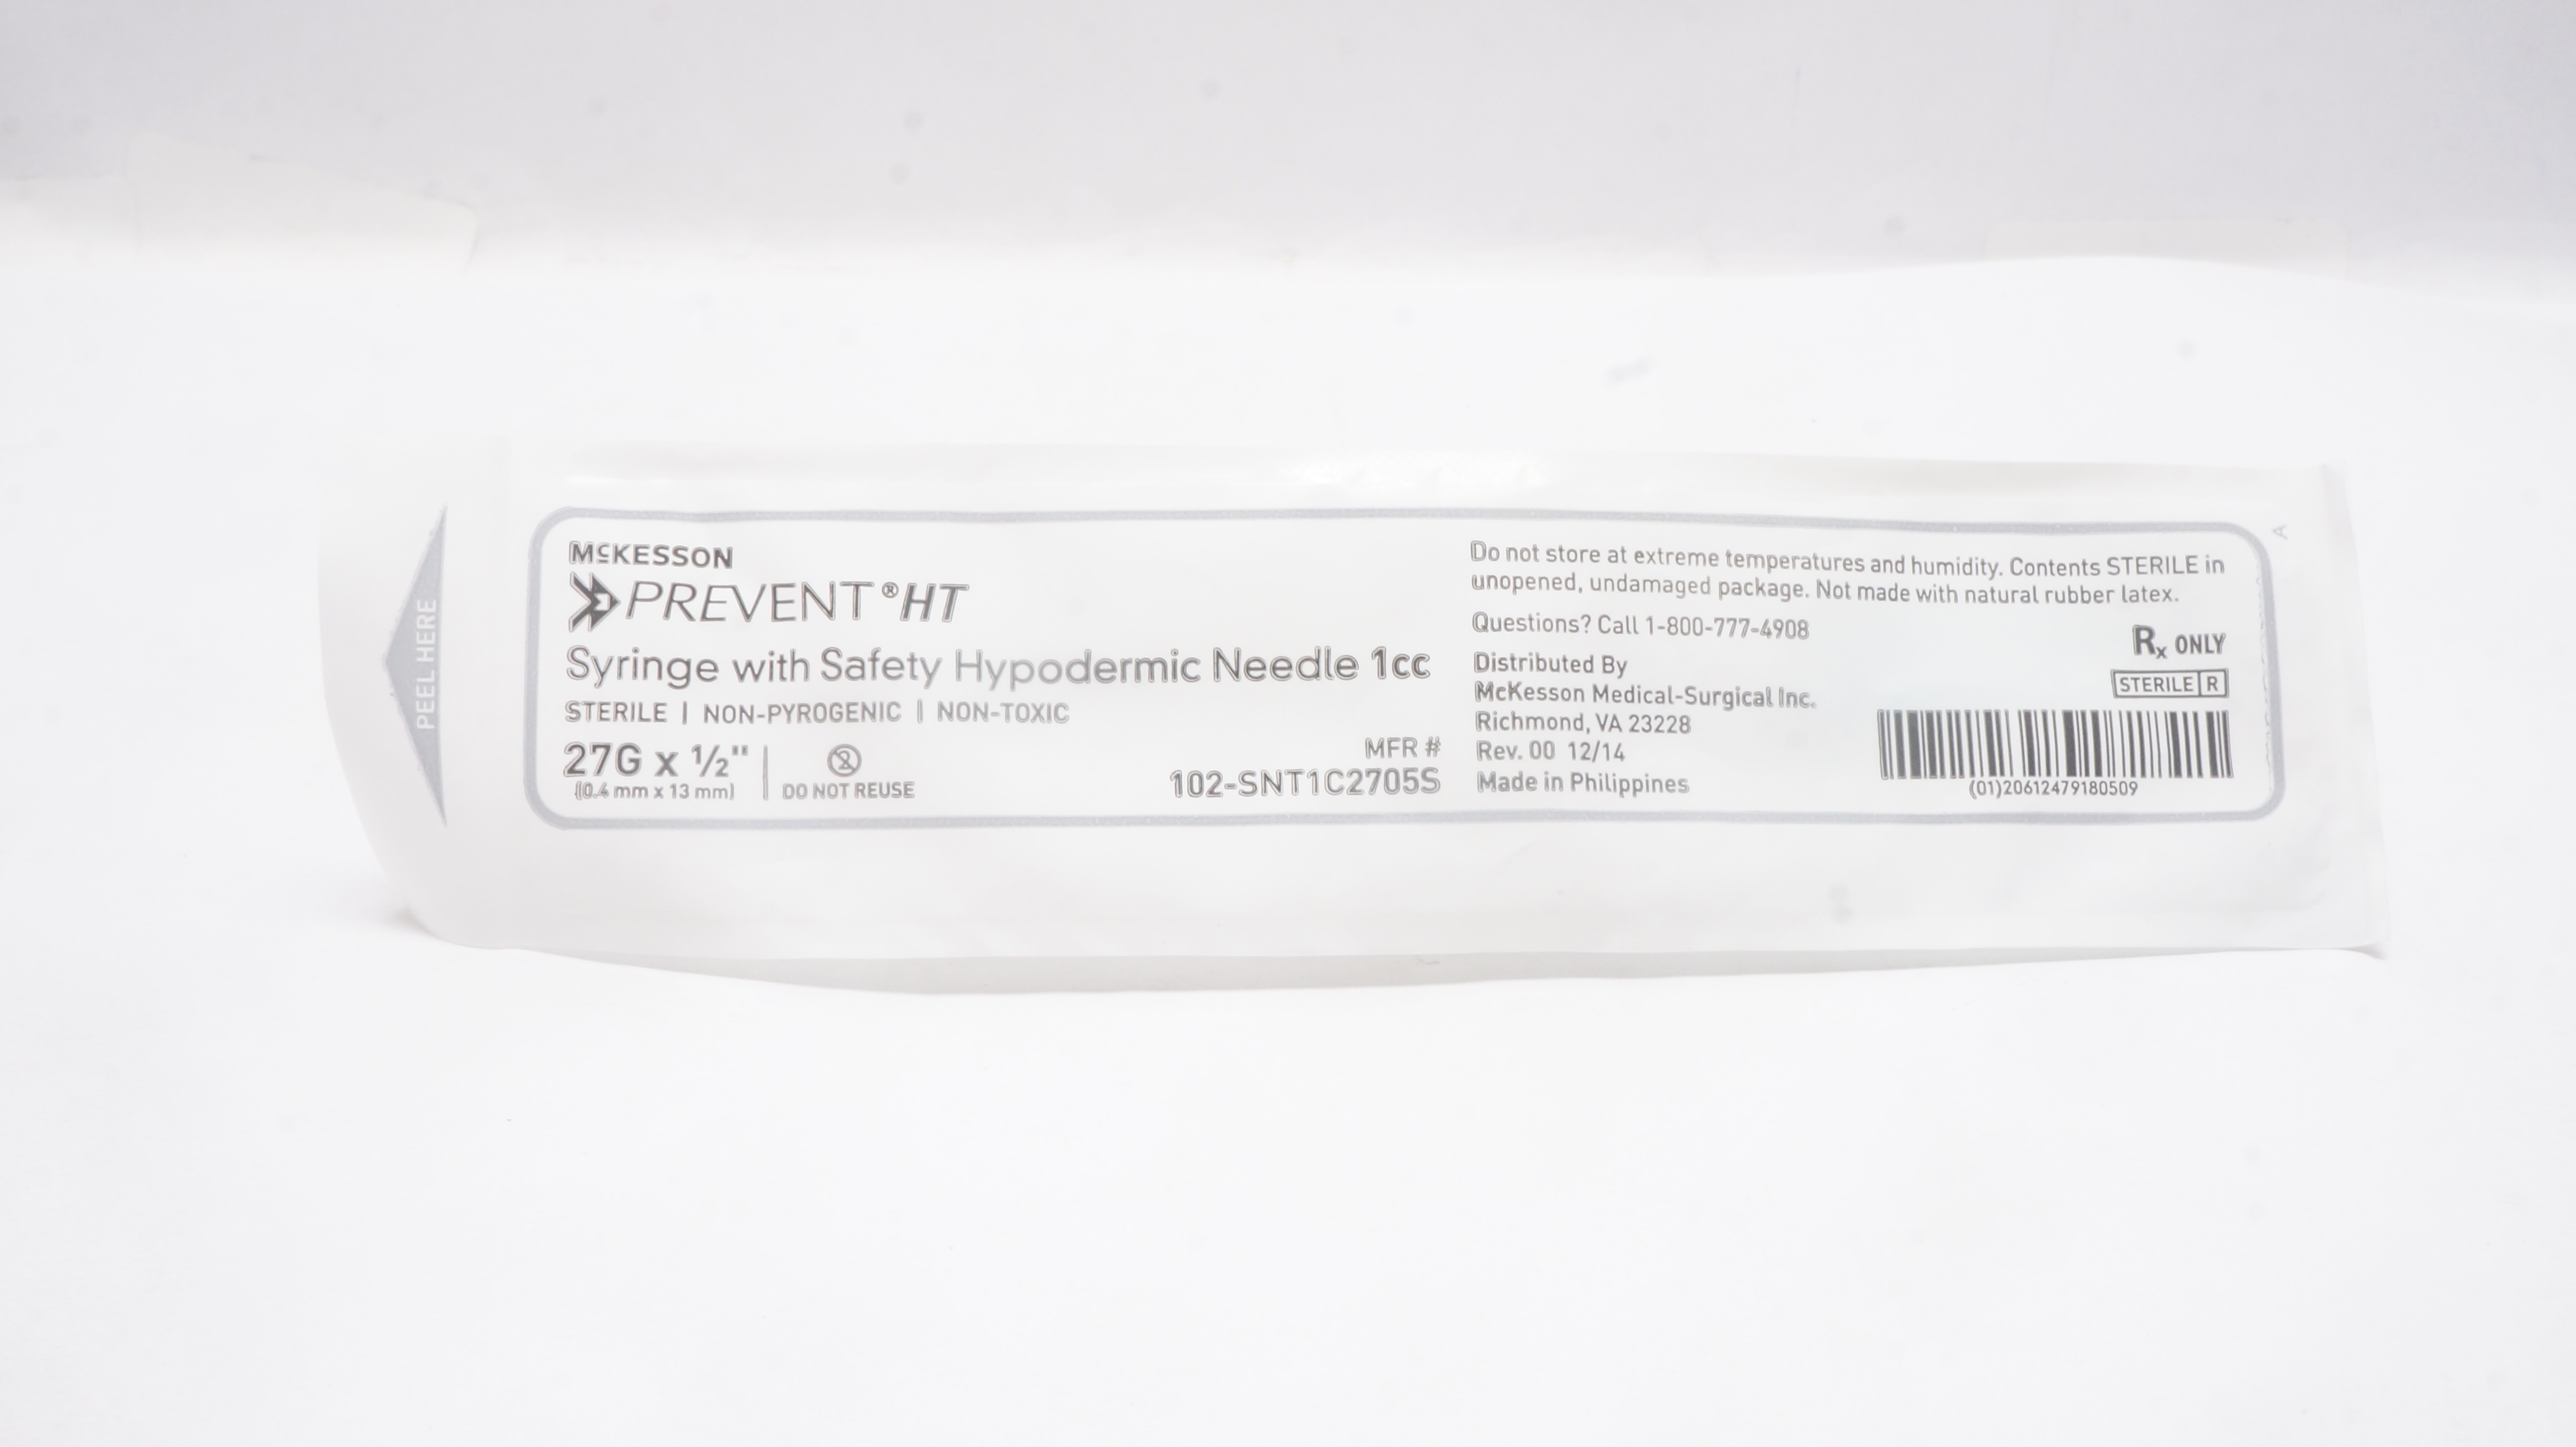 PEEL HERE
McKESSON
PREVENT® HT
Syringe with Safety Hypodermic Needle 1cc
STERILE | NON-PYROGENIC | NON-TOXIC
27G x ½"
(0.4 mm x 13 mm)
2
DO NOT REUSE
MFR #
102-SNT1C2705S
Do not store at extreme temperatures and humidity. Contents STERILE in
unopened, undamaged package. Not made with natural rubber latex.
Questions? Call 1-800-777-4908
Distributed By
McKesson Medical-Surgical Inc.
Richmond, VA 23228
Rev. 00 12/14
Made in Philippines
Rx ONLY
STERILE R
(01)20612479180509
A